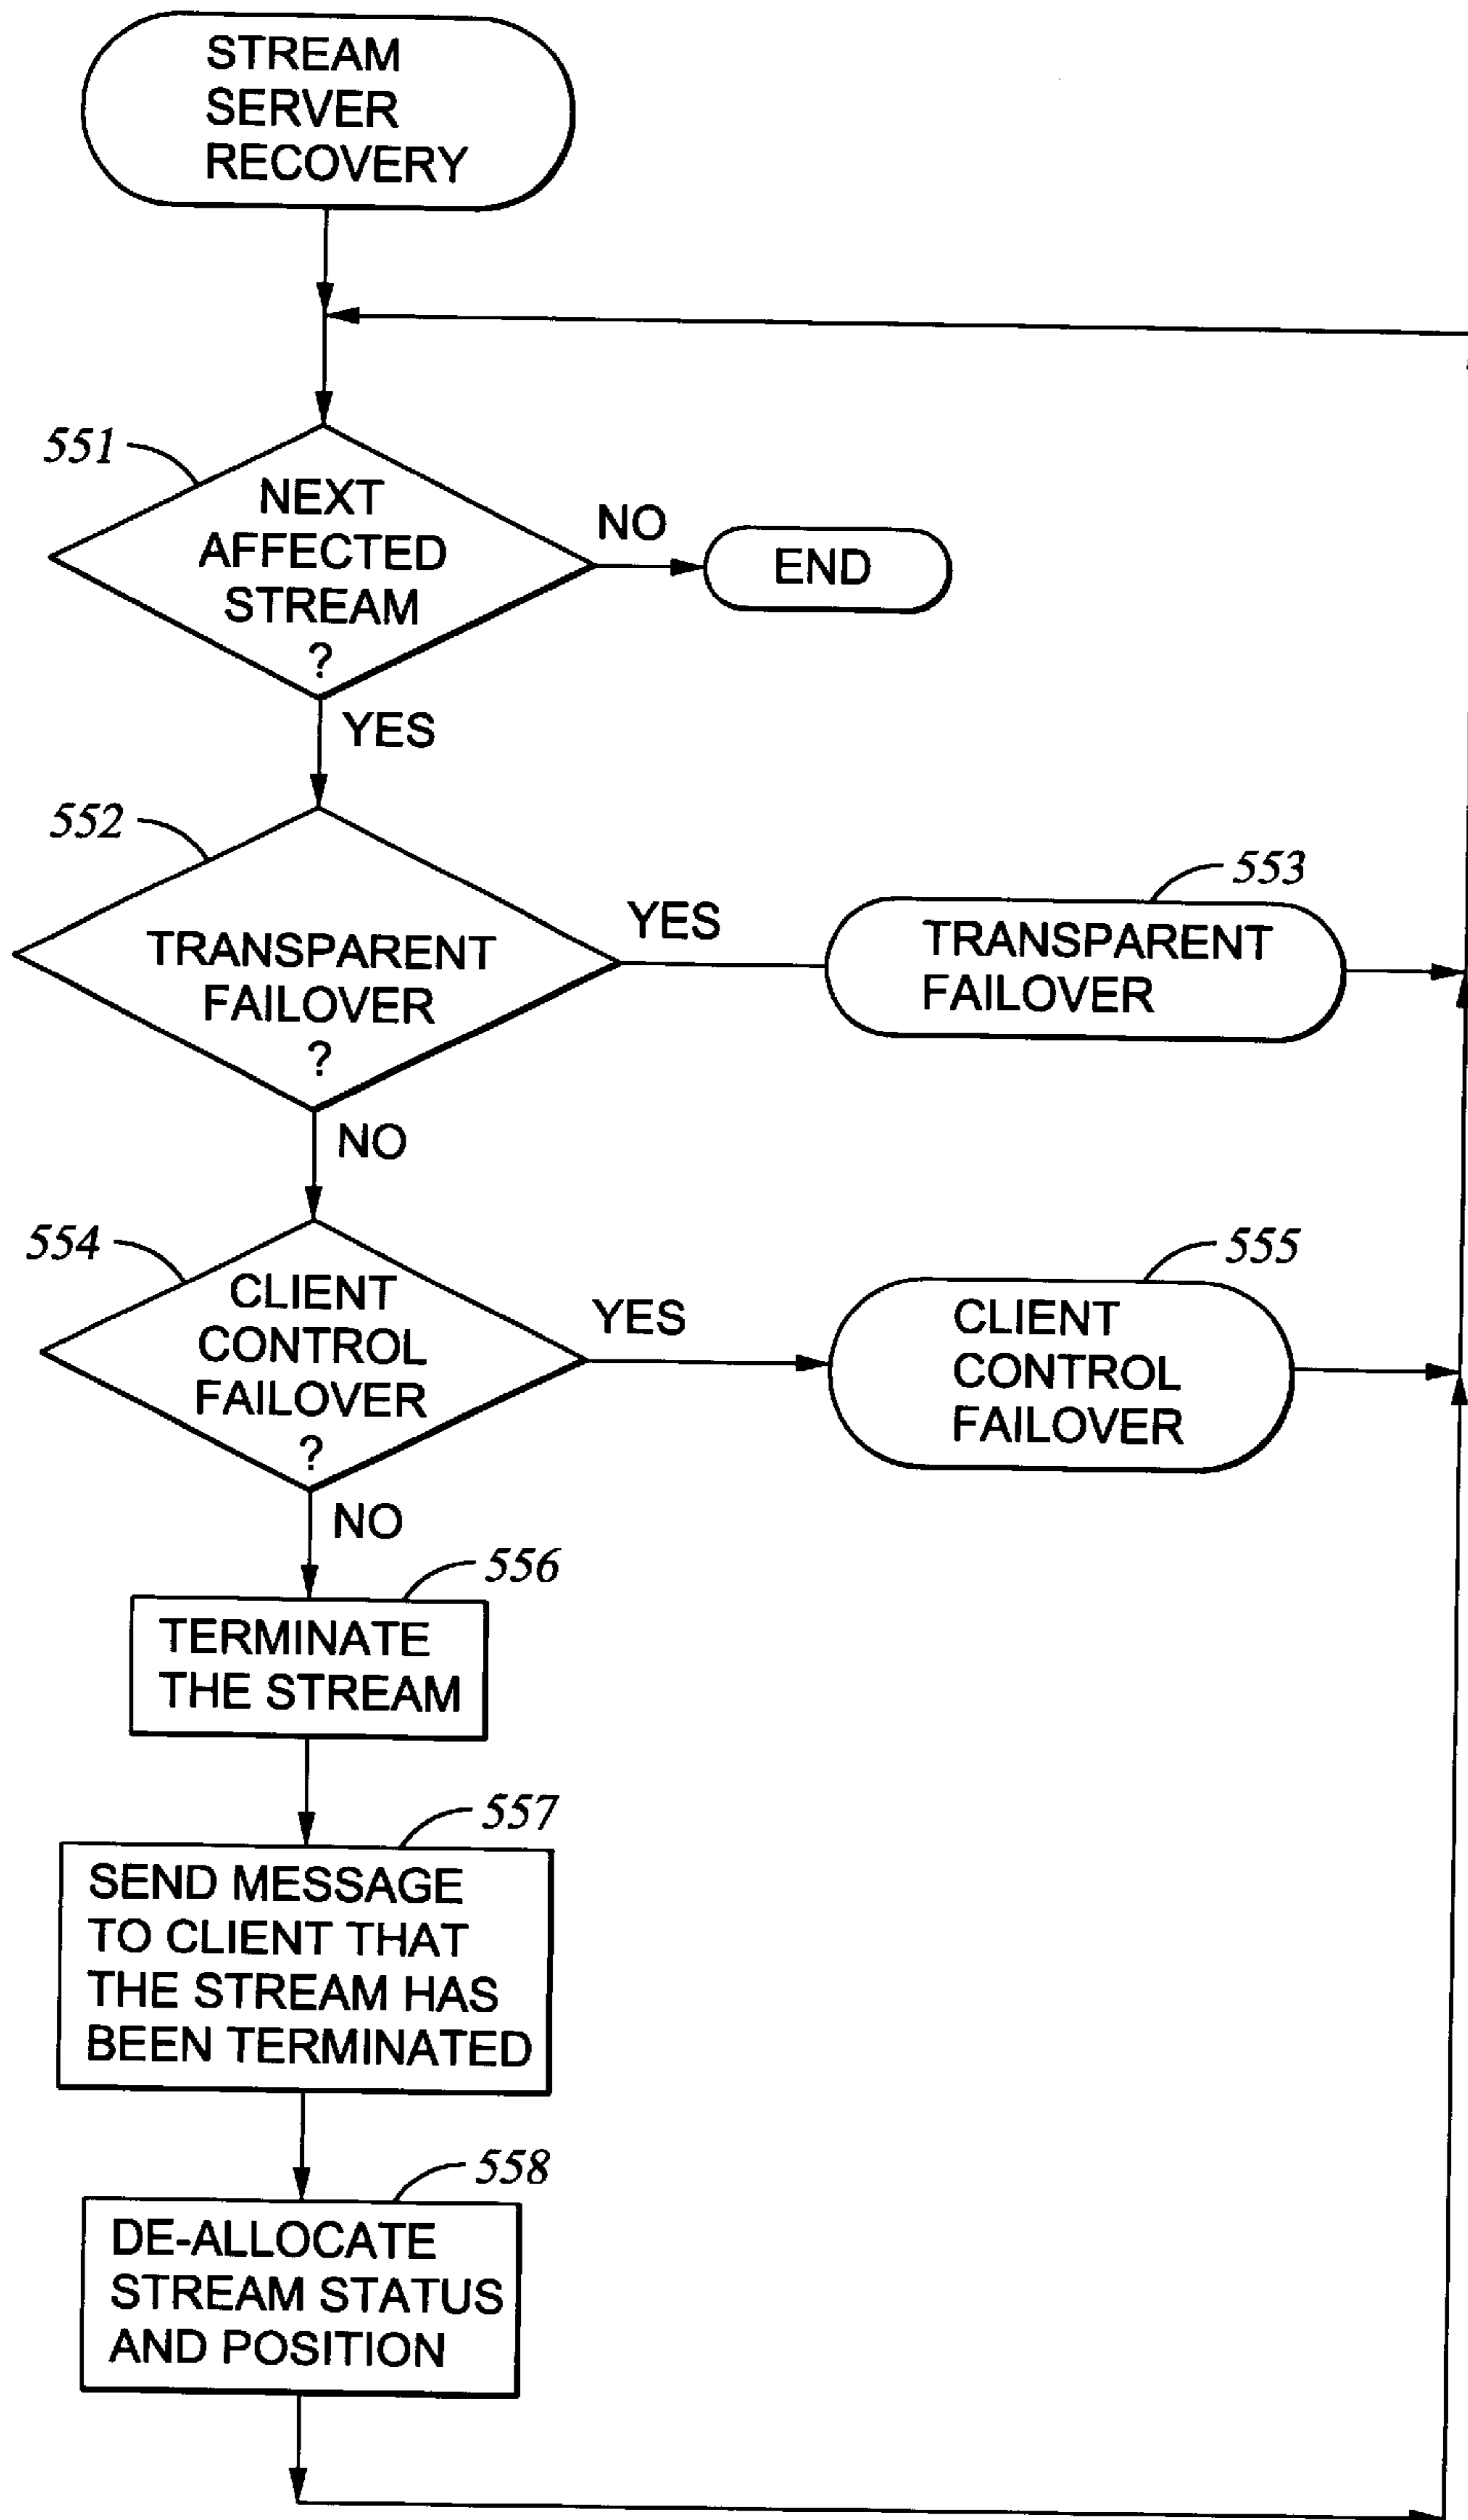 STREAM
SERVER
RECOVERY
551
NEXT
AFFECTED
STREAM
?
NO
END
YES
552
TRANSPARENT
FAILOVER
?
YES
553
TRANSPARENT
FAILOVER
NO
554
CLIENT
CONTROL
FAILOVER
?
YES
555
CLIENT
CONTROL
FAILOVER
NO
556
TERMINATE
THE STREAM
557
SEND MESSAGE
TO CLIENT THAT
THE STREAM HAS
BEEN TERMINATED
558
DE-ALLOCATE
STREAM STATUS
AND POSITION